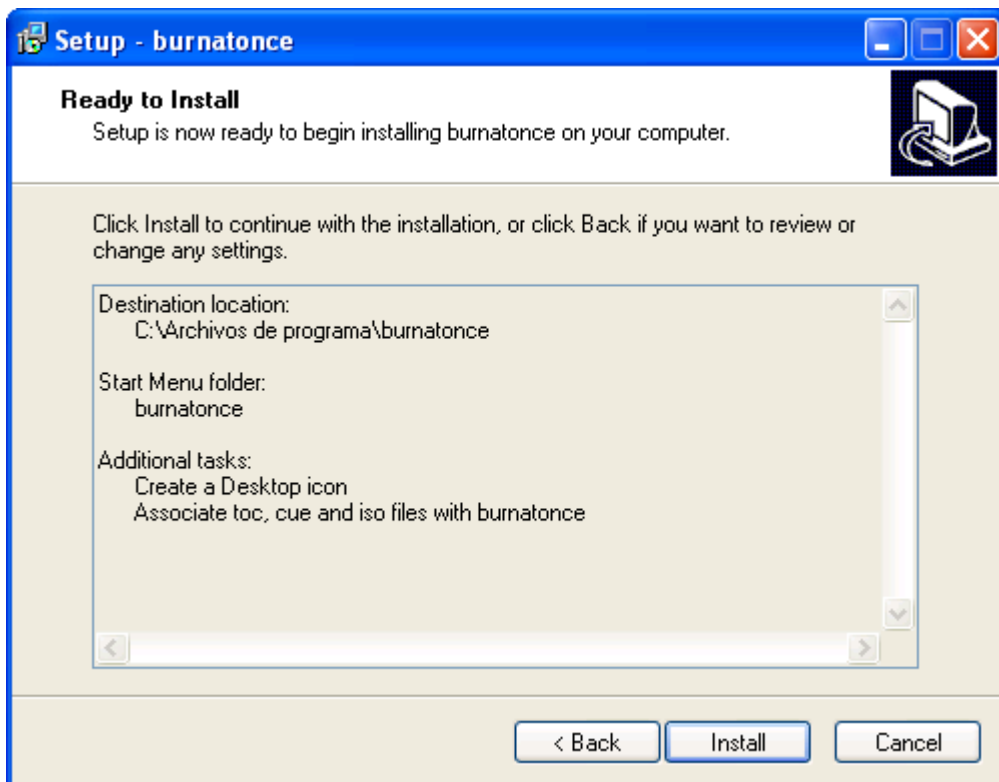 Setup - burnatonce
Ready to Install
Setup is now ready to begin installing burnatonce on your computer.
Click Install to continue with the installation, or click Back if you want to review or
change any settings.
Destination location:
C:\Archivos de programa\burnatonce
Start Menu folder:
burnatonce
Additional tasks:
Create a Desktop icon
Associate toc, cue and iso files with burnatonce
< Back
Install
Cancel